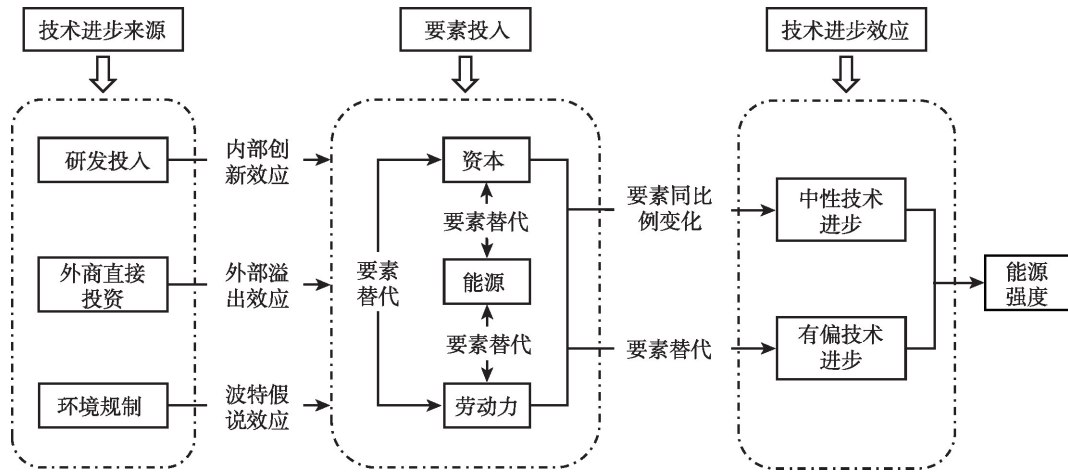 技术进步来源
要素投入
技术进步效应
研发投入
内部创
新效应
外商直接
投资
外部溢
出效应
环境规制
波特假
说效应
资本
要素替代
要素
替代
能源
要素替代
劳动力
要素同比
例变化
要素替代
中性技术
进步
有偏技术
进步
能源
强度